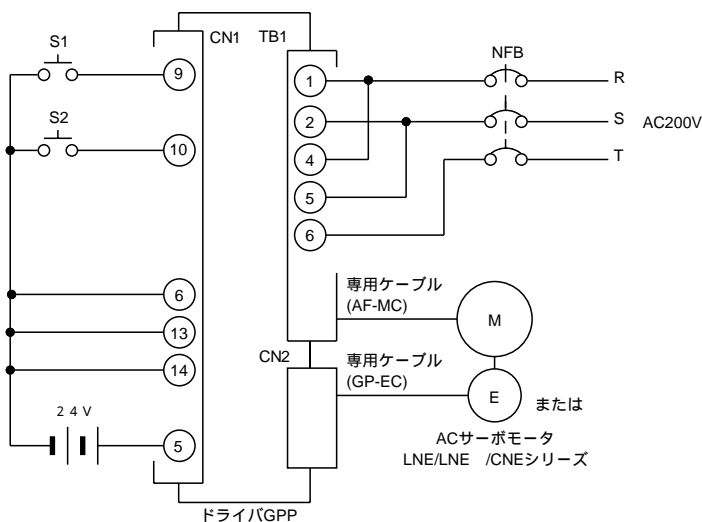 S1
CN1
TB1
NFB
9
1
R
S2
2
S
AC200V
10
4
T
5
6
6
専用ケーブル
(AF-MC)
M
13
CN2
専用ケーブル
(GP-EC)
14
E
または
24V
5
ACサーボモータ
LNE/LNE /CNEシリーズ
ドライバGPP